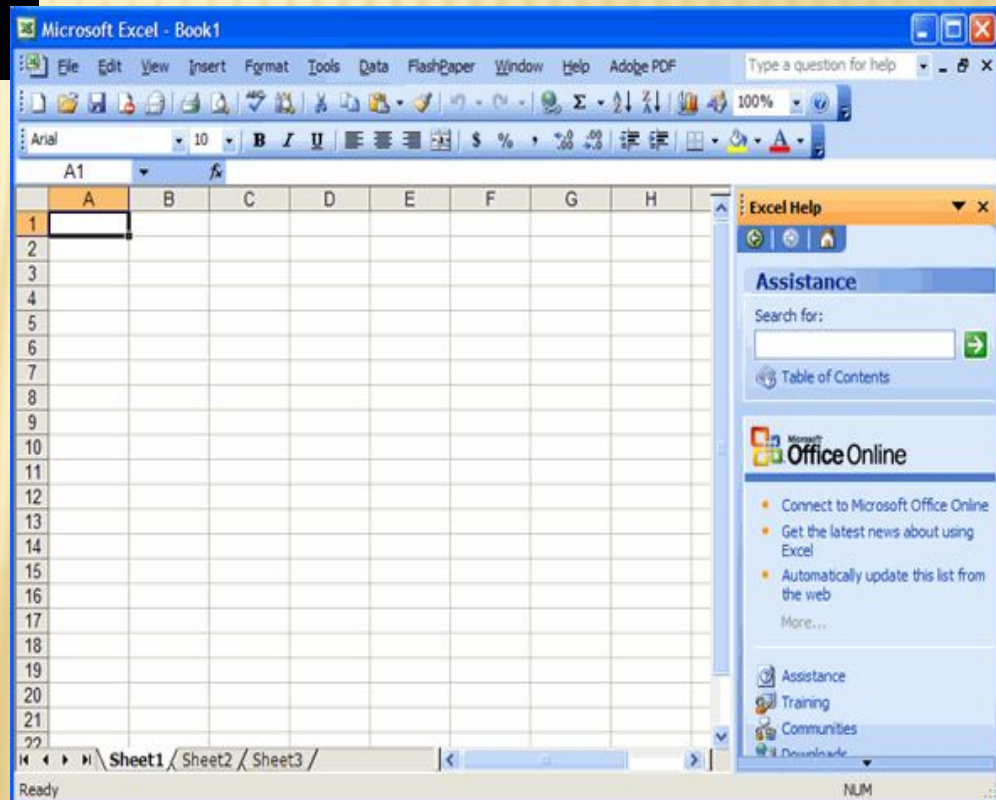 Microsoft Excel - Book1
File Edit View Insert Format Tools Data FlashPaper Window Help Adobe PDF Type a question for help
100%
Arial 10 B I U $ % ,
A1 fx
A B C D E F G H
Excel Help
1
2
3
4
5
6
7
8
9
10
11
12
13
14
15
16
17
18
19
20
21
22
Assistance
Search for:
Table of Contents
Microsoft
Office Online
Connect to Microsoft Office Online
Get the latest news about using
Excel
Automatically update this list from
the web
More...
Assistance
Training
Communities
Downloads
Sheet1 Sheet2 Sheet3
Ready NUM